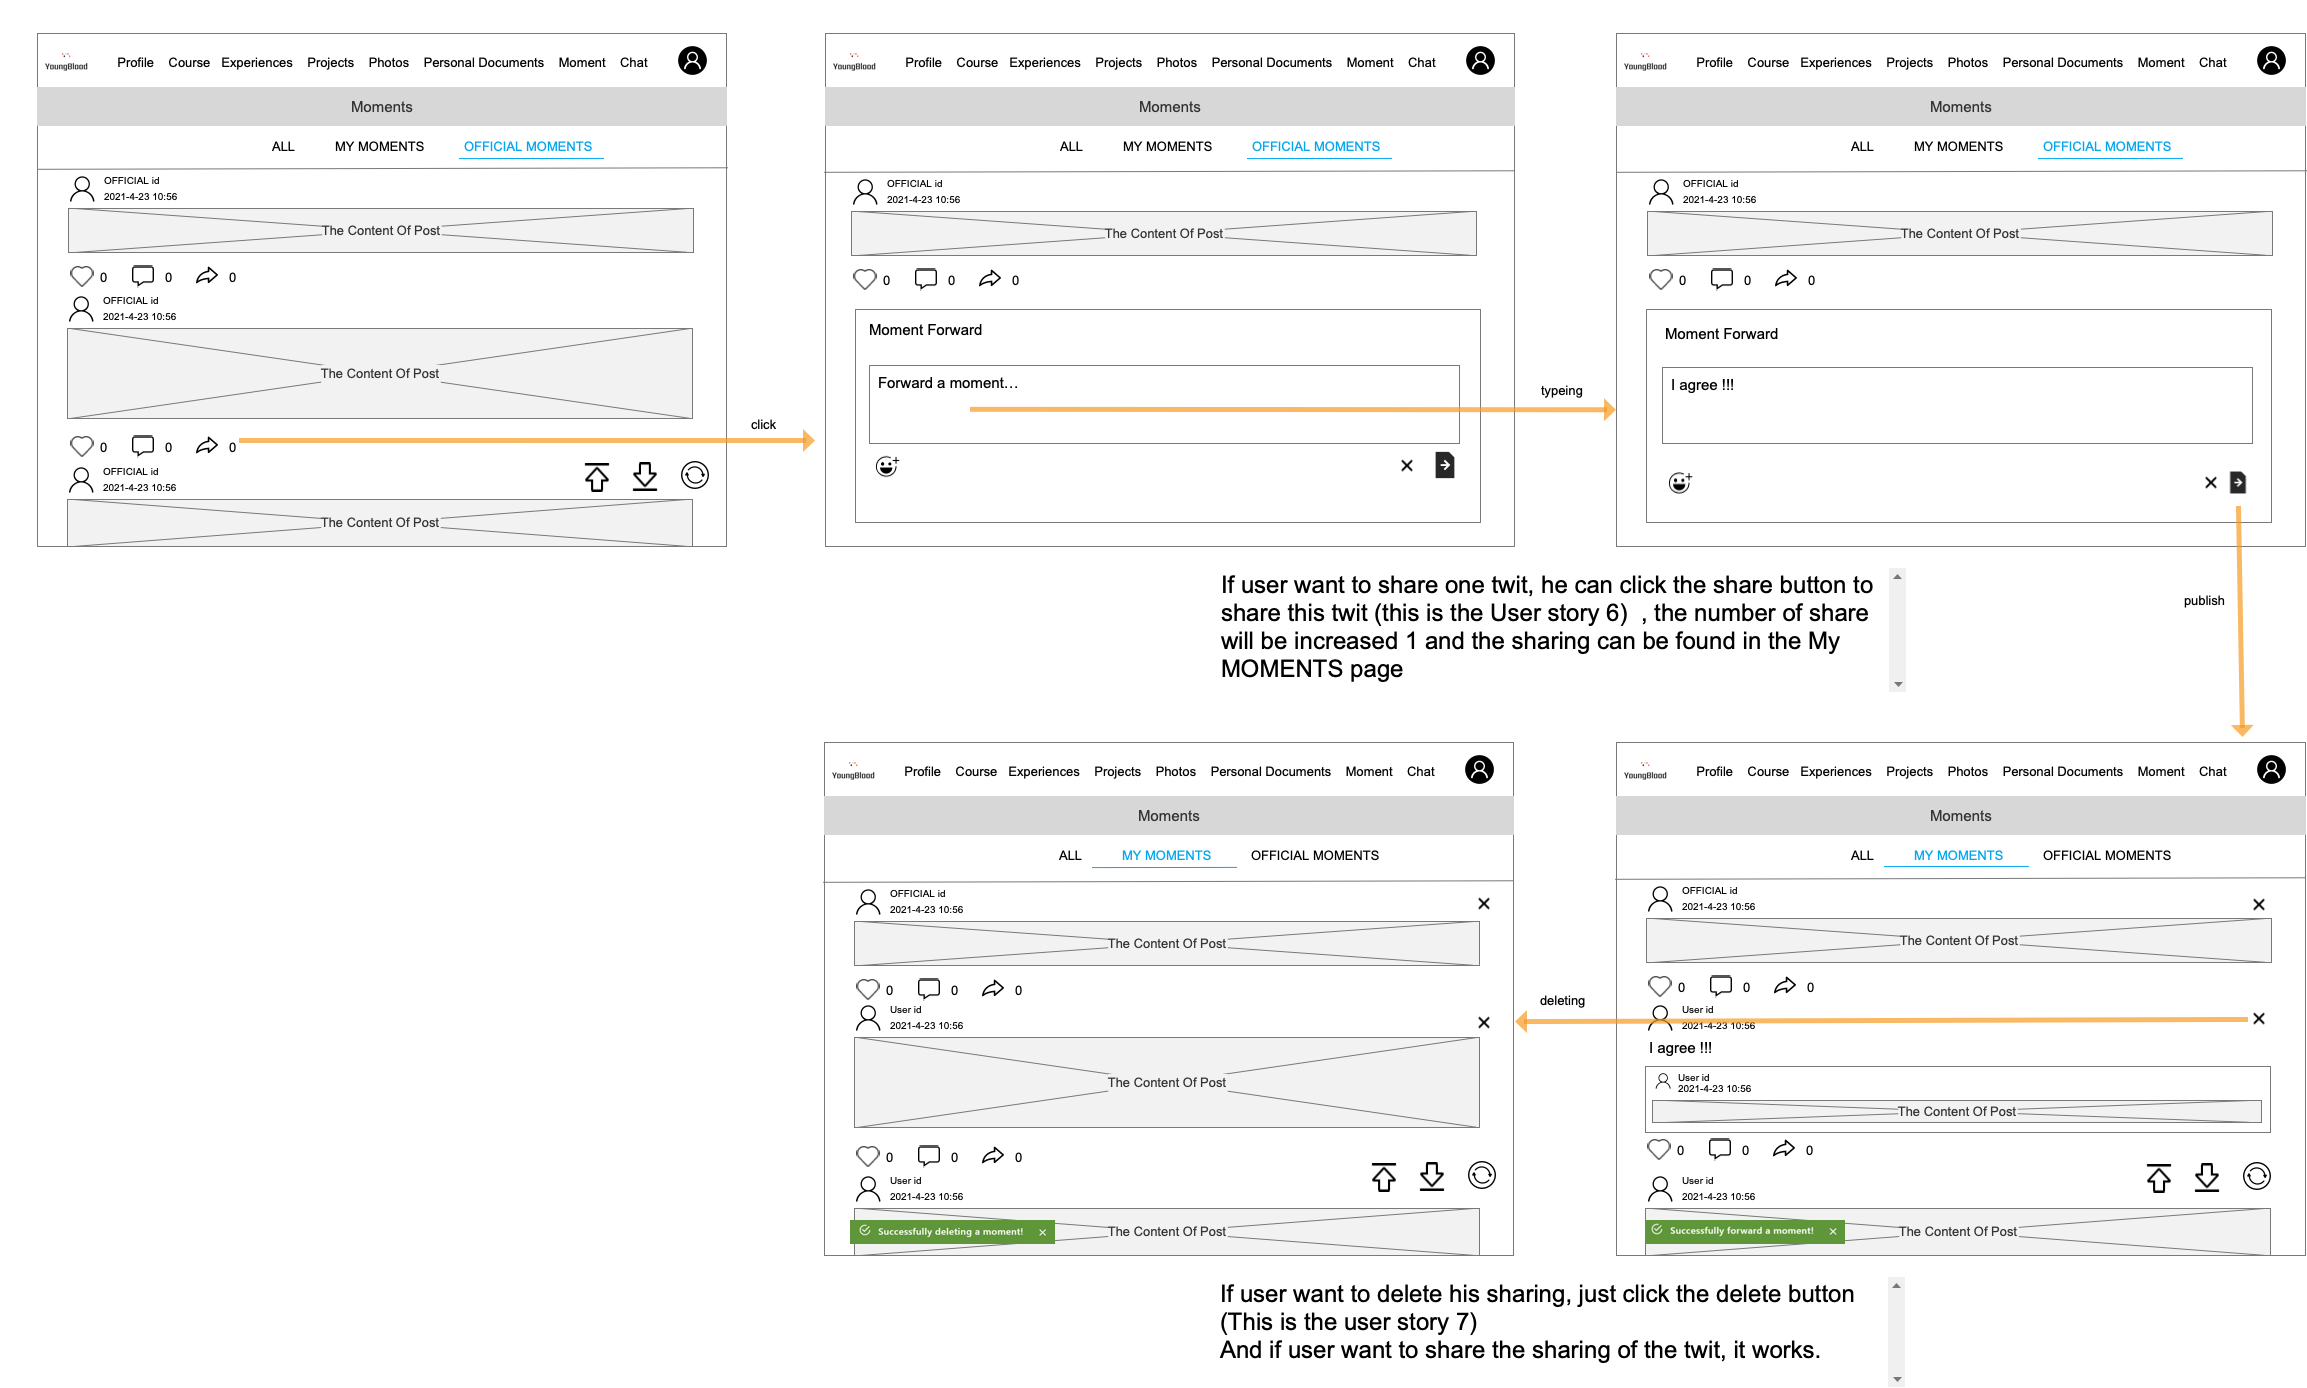 YoungBlood Profile Course Experiences Projects Photos Personal Documents Moment Chat
Moments
ALL MY MOMENTS OFFICIAL MOMENTS
OFFICIAL id
2021-4-23 10:56
The Content Of Post
0 0 0
OFFICIAL id
2021-4-23 10:56
The Content Of Post
0 0 0
OFFICIAL id
2021-4-23 10:56
The Content Of Post
click
YoungBlood Profile Course Experiences Projects Photos Personal Documents Moment Chat
Moments
ALL MY MOMENTS OFFICIAL MOMENTS
OFFICIAL id
2021-4-23 10:56
The Content Of Post
0 0 0
Moment Forward
Forward a moment...
typeing
YoungBlood Profile Course Experiences Projects Photos Personal Documents Moment Chat
Moments
ALL MY MOMENTS OFFICIAL MOMENTS
OFFICIAL id
2021-4-23 10:56
The Content Of Post
0 0 0
Moment Forward
I agree !!!
If user want to share one twit, he can click the share button to
share this twit (this is the User story 6) , the number of share
will be increased 1 and the sharing can be found in the My
MOMENTS page
publish
YoungBlood Profile Course Experiences Projects Photos Personal Documents Moment Chat
Moments
ALL MY MOMENTS OFFICIAL MOMENTS
OFFICIAL id
2021-4-23 10:56
The Content Of Post
0 0 0
User id
2021-4-23 10:56
The Content Of Post
0 0 0
User id
2021-4-23 10:56
The Content Of Post
Successfully deleting a moment!
deleting
YoungBlood Profile Course Experiences Projects Photos Personal Documents Moment Chat
Moments
ALL MY MOMENTS OFFICIAL MOMENTS
OFFICIAL id
2021-4-23 10:56
The Content Of Post
0 0 0
User id
2021-4-23 10:56
I agree !!!
User id
2021-4-23 10:56
The Content Of Post
0 0 0
User id
2021-4-23 10:56
The Content Of Post
Successfully forward a moment!
If user want to delete his sharing, just click the delete button
(This is the user story 7)
And if user want to share the sharing of the twit, it works.